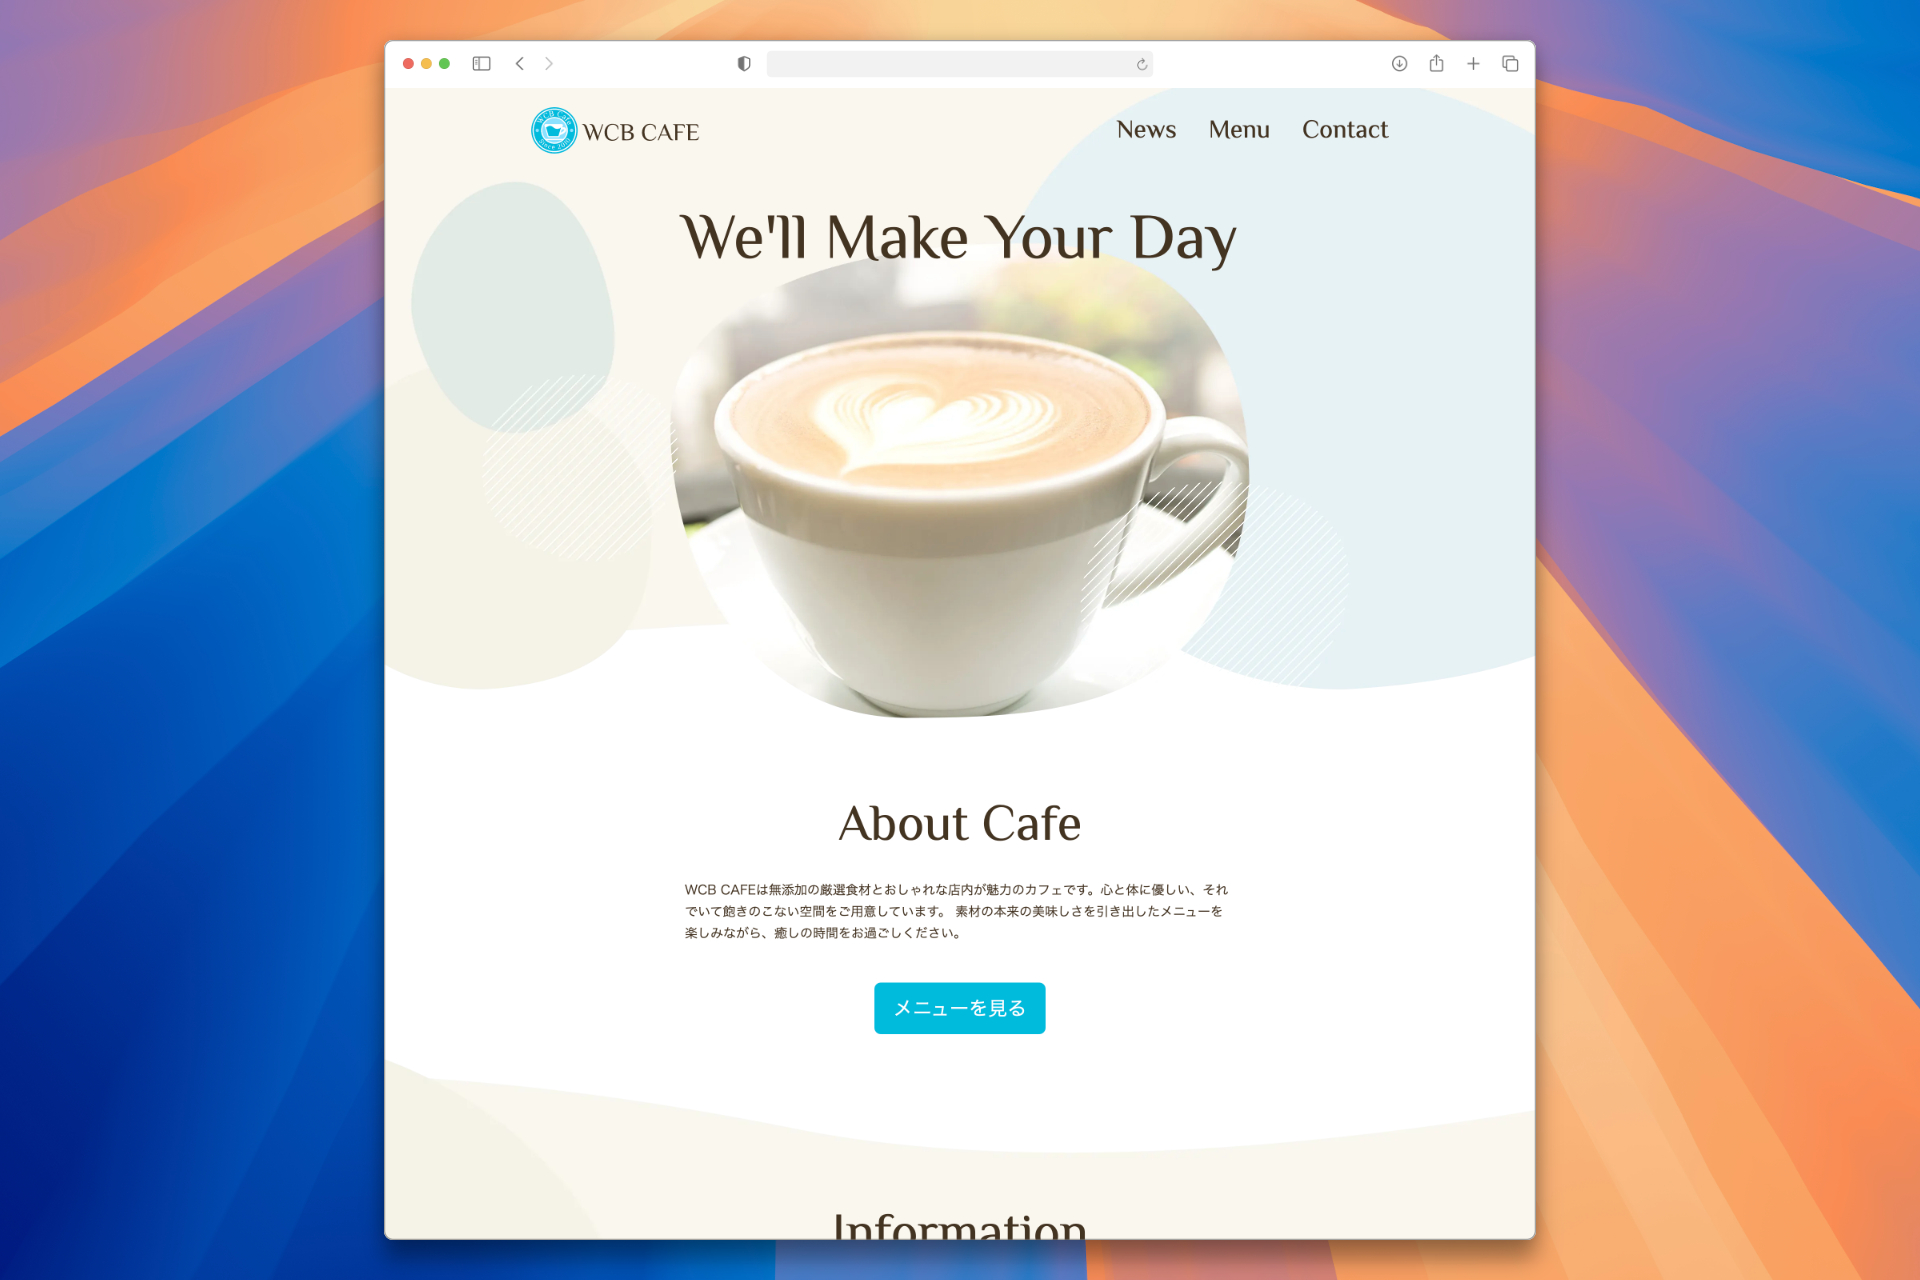 WCB Cafe
Since 2010
WCB CAFE
News Menu Contact
We'll Make Your Day
About Cafe
WCB CAFEは無添加の厳選食材とおしゃれな店内が魅力のカフェです。心と体に優しい、それ
でいて飽きのこない空間をご用意しています。 素材の本来の美味しさを引き出したメニューを
楽しみながら、癒しの時間をお過ごしください。
メニューを見る
Information